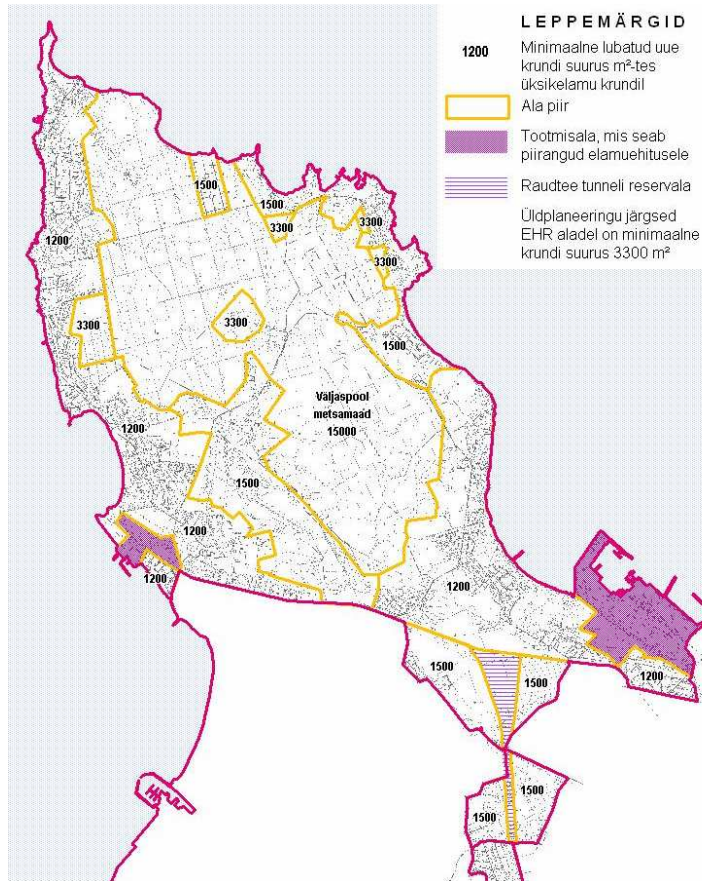 LEPPEMÄRGID
1200
Minimaalne lubatud uue
krundi suurus m²-tes
üksikelamu krundil
Ala piir
Tootmisala, mis seab
piirangud elamuehitusele
Raudtee tunneli reservala
Üldplaneeringu järgsed
EHR aladel on minimaalne
krundi suurus 3300 m²
1500
1500
1200
3300
3300
3300
3300
3300
1500
Väljaspool
metsamaad
15000
1200
1500
1200
1200
1200
1500
1500
1200
1500
1500